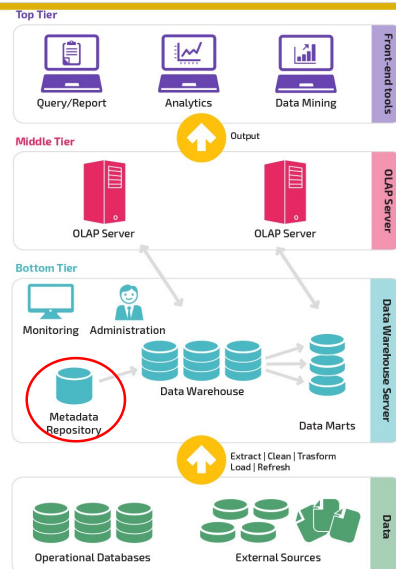 Top Tier
Query/Report
Analytics
Data Mining
Front-end tools
Output
Middle Tier
OLAP Server
OLAP Server
OLAP Server
Bottom Tier
Monitoring
Administration
Metadata
Repository
Data Warehouse
Data Marts
Data Warehouse Server
Extract | Clean | Trasform
Load | Refresh
Operational Databases
External Sources
Data